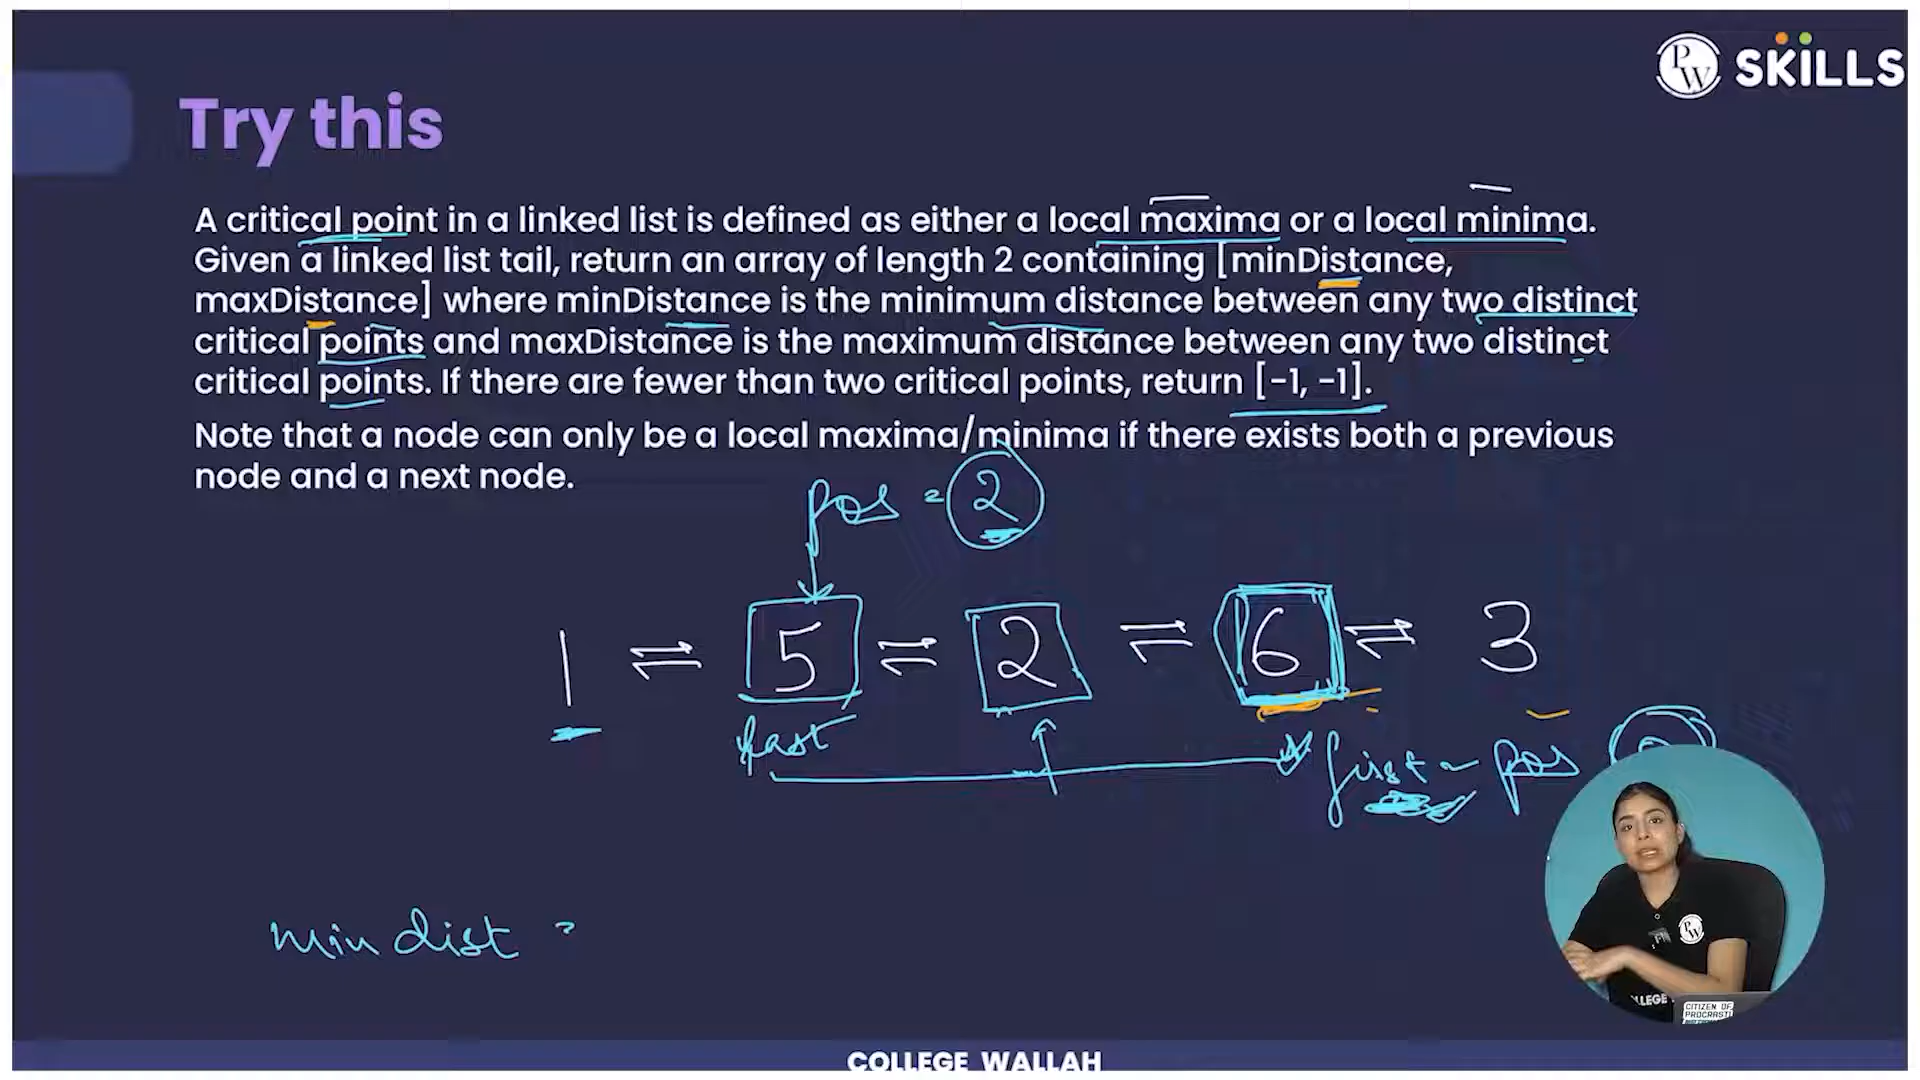 PW SKiLLS
Try this
A critical point in a linked list is defined as either a local maxima or a local minima.
Given a linked list tail, return an array of length 2 containing [minDistance,
maxDistance] where minDistance is the minimum distance between any two distinct
critical points and maxDistance is the maximum distance between any two distinct
critical points. If there are fewer than two critical points, return [-1, -1].
Note that a node can only be a local maxima/minima if there exists both a previous
node and a next node.
pos = 2
1 ⇌ 5 ⇌ 2 ⇌ 6 ⇌ 3
first - pos
min dist =
PW
CITIZEN OF
COLLEGE WALLAH